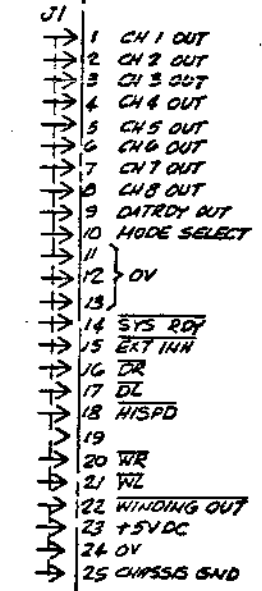 J1
1 CH 1 OUT
2 CH 2 OUT
3 CH 3 OUT
4 CH 4 OUT
5 CH 5 OUT
6 CH 6 OUT
7 CH 7 OUT
8 CH 8 OUT
9 DATRDY OUT
10 MODE SELECT
11
12 0V
13
14 SYS RDY
15 EXT INH
16 DR
17 DL
18 HISPD
19
20 WR
21 WL
22 WINDING OUT
23 +5VDC
24 0V
25 CHASSIS GND